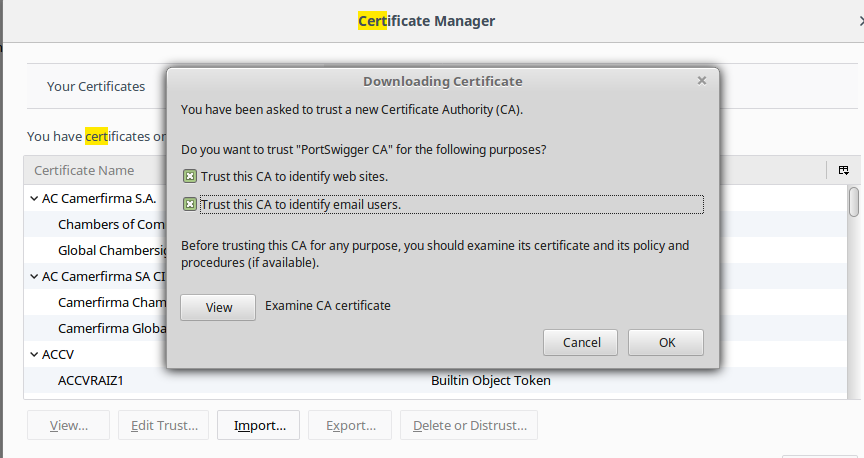 Certificate Manager
Your Certificates
Downloading Certificate
You have been asked to trust a new Certificate Authority (CA).
You have certificates on
Do you want to trust "PortSwigger CA" for the following purposes?
Certificate Name
Trust this CA to identify web sites.
AC Camerfirma S.A.
Trust this CA to identify email users.
Chambers of Com
Before trusting this CA for any purpose, you should examine its certificate and its policy and
procedures (if available).
Global Chambersig
AC Camerfirma SA CI
Camerfirma Cham
View
Examine CA certificate
Camerfirma Globa
Cancel
OK
ACCV
ACCVRAIZ1
Builtin Object Token
View...
Edit Trust...
Import...
Export...
Delete or Distrust...